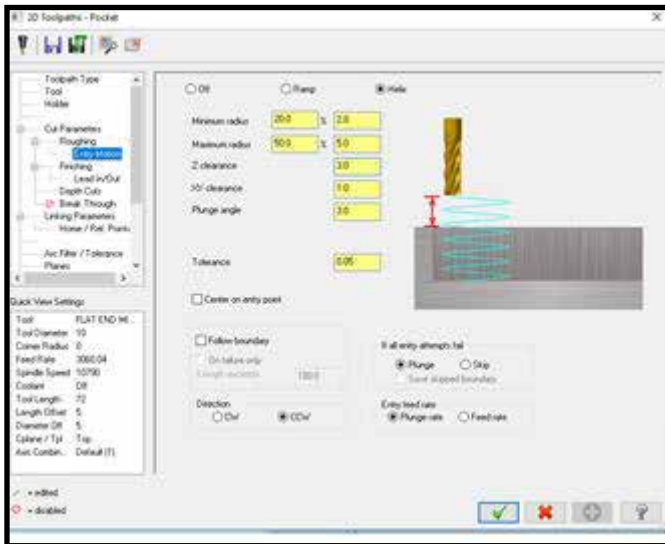 2D Toolpaths - Pocket
Toolpath Type
Tool
Holder
Cut Parameters
Roughing
Entry Motion
Finishing
Lead In/Out
Depth Cuts
Break Through
Linking Parameters
Home / Ref. Points
Arc Filter / Tolerance
Planes
Quick View Settings
Tool FLAT END MI...
Tool Diameter 10
Corner Radius 0
Feed Rate 3060.04
Spindle Speed 10790
Coolant Off
Tool Length 72
Length Offset 5
Diameter Off 5
Cplane / Tpl... Top
Axis Combin... Default (1)
✓ = edited
= disabled
Off Ramp Helix
Minimum radius 20.0 % 2.0
Maximum radius 50.0 % 5.0
Z clearance 3.0
XY clearance 1.0
Plunge angle 3.0
Tolerance 0.05
Center on entry point
Follow boundary
On failure only
100.0
Direction
CW CCW
If all entry attempts fail
Plunge Skip
Save skipped boundary
Entry feed rate
Plunge rate Feed rate